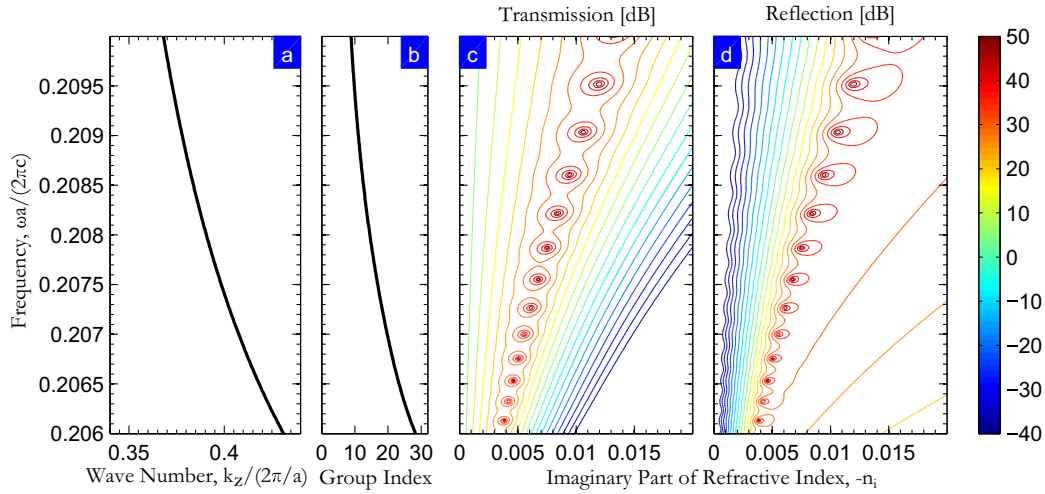 Transmission [dB]
Reflection [dB]
a
b
c
d
Frequency, ωa/(2πc)
0.2095
0.209
0.2085
0.208
0.2075
0.207
0.2065
0.206
0.35
0.4
0 10 20 30
0 0.005 0.01 0.015
0 0.005 0.01 0.015
Wave Number, kz/(2π/a)
Group Index
Imaginary Part of Refractive Index, -ni
50
40
30
20
10
0
−10
−20
−30
−40